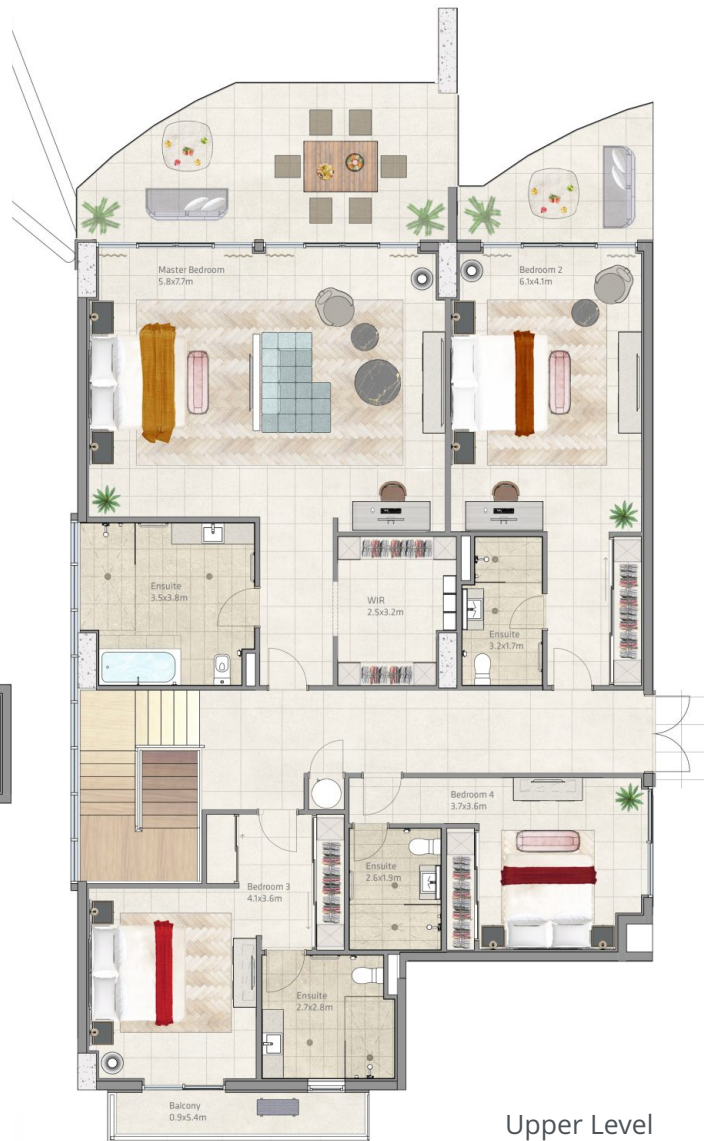 Master Bedroom
5.8x7.7m
Bedroom 2
6.1x4.1m
Ensuite
3.5x3.8m
WIR
2.5x3.2m
Ensuite
3.2x1.7m
Bedroom 4
3.7x3.6m
Ensuite
2.6x1.9m
Bedroom 3
4.1x3.6m
Ensuite
2.7x2.8m
Balcony
0.9x5.4m
Upper Level